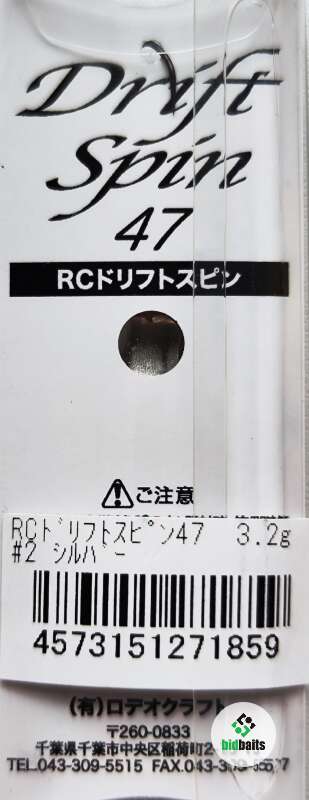 Drift
Spin
47
RCドリフトスピン
ご注意
RCドリフトスピン47 3.2g
#2 シルバー
4573151271859
(有)ロデオクラフト
〒260-0833
千葉県千葉市中央区稲荷町2
TEL.043-309-5515 FAX.043-3
bidbaits